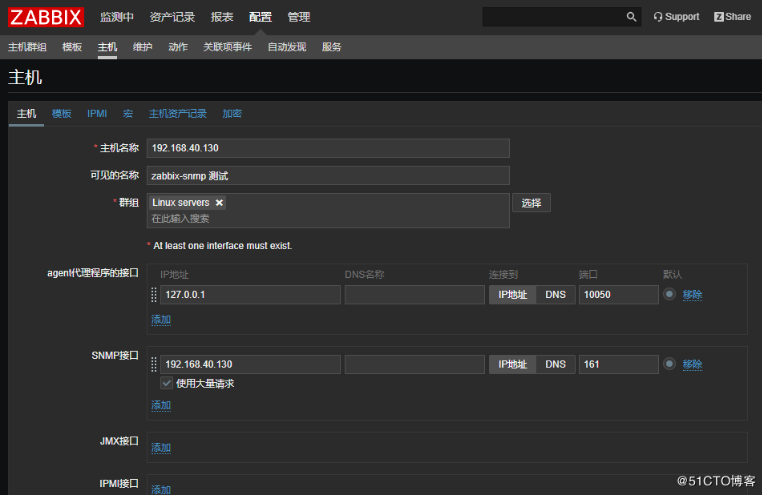 ZABBIX 监测中 资产记录 报表 配置 管理 Support Share
主机群组 模板 主机 维护 动作 关联项事件 自动发现 服务
主机
主机 模板 IPMI 宏 主机资产记录 加密
* 主机名称 192.168.40.130
可见的名称 zabbix-snmp 测试
* 群组 Linux servers 选择
在此输入搜索
* At least one interface must exist.
agent代理程序的接口 IP地址 DNS名称 连接到 端口 默认
127.0.0.1 IP地址 DNS 10050 移除
添加
SNMP接口 192.168.40.130 IP地址 DNS 161 移除
使用大量请求
添加
JMX接口 添加
IPMI接口 添加
@51CTO博客